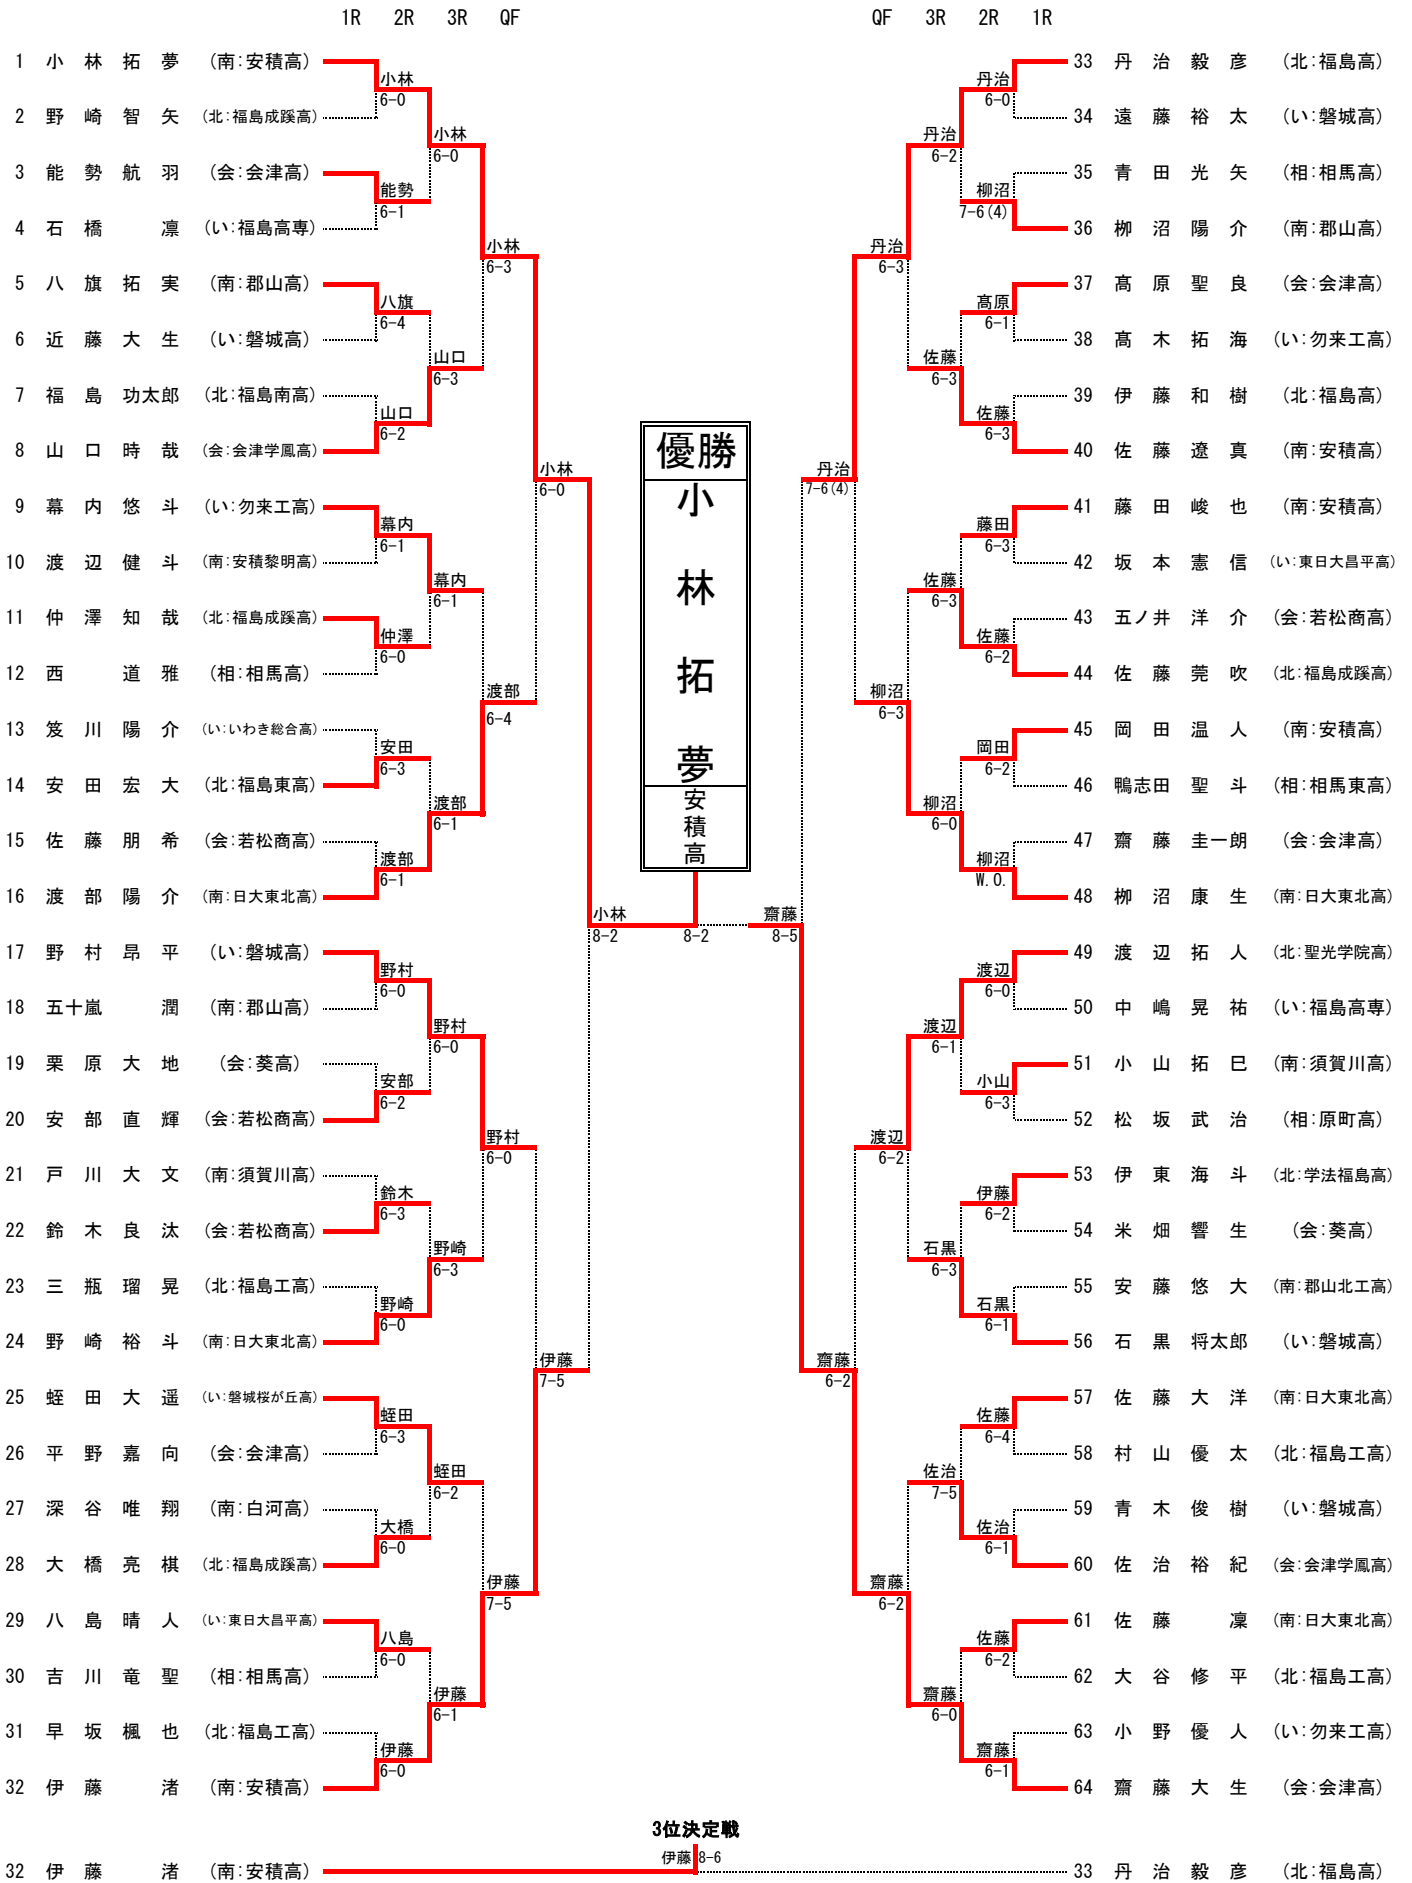 1R 2R 3R QF QF 3R 2R 1R
1 小林拓夢 (南:安積高)
2 野崎智矢 (北:福島成蹊高)
3 能勢航羽 (会:会津高)
4 石橋凛 (い:福島高専)
5 八旗拓実 (南:郡山高)
6 近藤大生 (い:磐城高)
7 福島功太郎 (北:福島南高)
8 山口時哉 (会:会津学鳳高)
9 幕内悠斗 (い:勿来工高)
10 渡辺健斗 (南:安積黎明高)
11 仲澤知哉 (北:福島成蹊高)
12 西道雅 (相:相馬高)
13 笈川陽介 (い:いわき総合高)
14 安田宏大 (北:福島東高)
15 佐藤朋希 (会:若松商高)
16 渡部陽介 (南:日大東北高)
17 野村昂平 (い:磐城高)
18 五十嵐潤 (南:郡山高)
19 栗原大地 (会:葵高)
20 安部直輝 (会:若松商高)
21 戸川大文 (南:須賀川高)
22 鈴木良汰 (会:若松商高)
23 三瓶瑠晃 (北:福島工高)
24 野崎裕斗 (南:日大東北高)
25 蛭田大遥 (い:磐城桜が丘高)
26 平野嘉向 (会:会津高)
27 深谷唯翔 (南:白河高)
28 大橋亮棋 (北:福島成蹊高)
29 八島晴人 (い:東日大昌平高)
30 吉川竜聖 (相:相馬高)
31 早坂楓也 (北:福島工高)
32 伊藤渚 (南:安積高)
小林
6-0
能勢
6-1
八旗
6-4
山口
6-2
幕内
6-1
仲澤
6-0
安田
6-3
渡部
6-1
野村
6-0
安部
6-2
鈴木
6-3
野崎
6-0
蛭田
6-3
大橋
6-0
八島
6-0
伊藤
6-0
小林
6-0
山口
6-3
幕内
6-1
渡部
6-1
野村
6-0
野崎
6-3
蛭田
6-2
伊藤
6-1
小林
6-3
渡部
6-4
野村
6-0
伊藤
7-5
小林
6-0
伊藤
7-5
小林
8-2
優勝
小林拓夢
安積高
8-2
齋藤
8-5
丹治
7-6(4)
齋藤
6-2
丹治
6-3
柳沼
6-3
渡辺
6-2
齋藤
6-2
丹治
6-2
佐藤
6-3
佐藤
6-3
柳沼
6-0
渡辺
6-1
石黒
6-3
佐治
7-5
齋藤
6-0
丹治
6-0
柳沼
7-6(4)
髙原
6-1
佐藤
6-3
藤田
6-3
佐藤
6-2
岡田
6-2
柳沼
W.O.
渡辺
6-0
小山
6-3
伊藤
6-2
石黒
6-1
佐藤
6-4
佐治
6-1
佐藤
6-2
齋藤
6-1
33 丹治毅彦 (北:福島高)
34 遠藤裕太 (い:磐城高)
35 青田光矢 (相:相馬高)
36 栁沼陽介 (南:郡山高)
37 髙原聖良 (会:会津高)
38 髙木拓海 (い:勿来工高)
39 伊藤和樹 (北:福島高)
40 佐藤遼真 (南:安積高)
41 藤田峻也 (南:安積高)
42 坂本憲信 (い:東日大昌平高)
43 五ノ井洋介 (会:若松商高)
44 佐藤莞吹 (北:福島成蹊高)
45 岡田温人 (南:安積高)
46 鴨志田聖斗 (相:相馬東高)
47 齋藤圭一朗 (会:会津高)
48 栁沼康生 (南:日大東北高)
49 渡辺拓人 (北:聖光学院高)
50 中嶋晃祐 (い:福島高専)
51 小山拓巳 (南:須賀川高)
52 松坂武治 (相:原町高)
53 伊東海斗 (北:学法福島高)
54 米畑響生 (会:葵高)
55 安藤悠大 (南:郡山北工高)
56 石黒将太郎 (い:磐城高)
57 佐藤大洋 (南:日大東北高)
58 村山優太 (北:福島工高)
59 青木俊樹 (い:磐城高)
60 佐治裕紀 (会:会津学鳳高)
61 佐藤凜 (南:日大東北高)
62 大谷修平 (北:福島工高)
63 小野優人 (い:勿来工高)
64 齋藤大生 (会:会津高)
3位決定戦
伊藤 8-6
32 伊藤渚 (南:安積高) 33 丹治毅彦 (北:福島高)